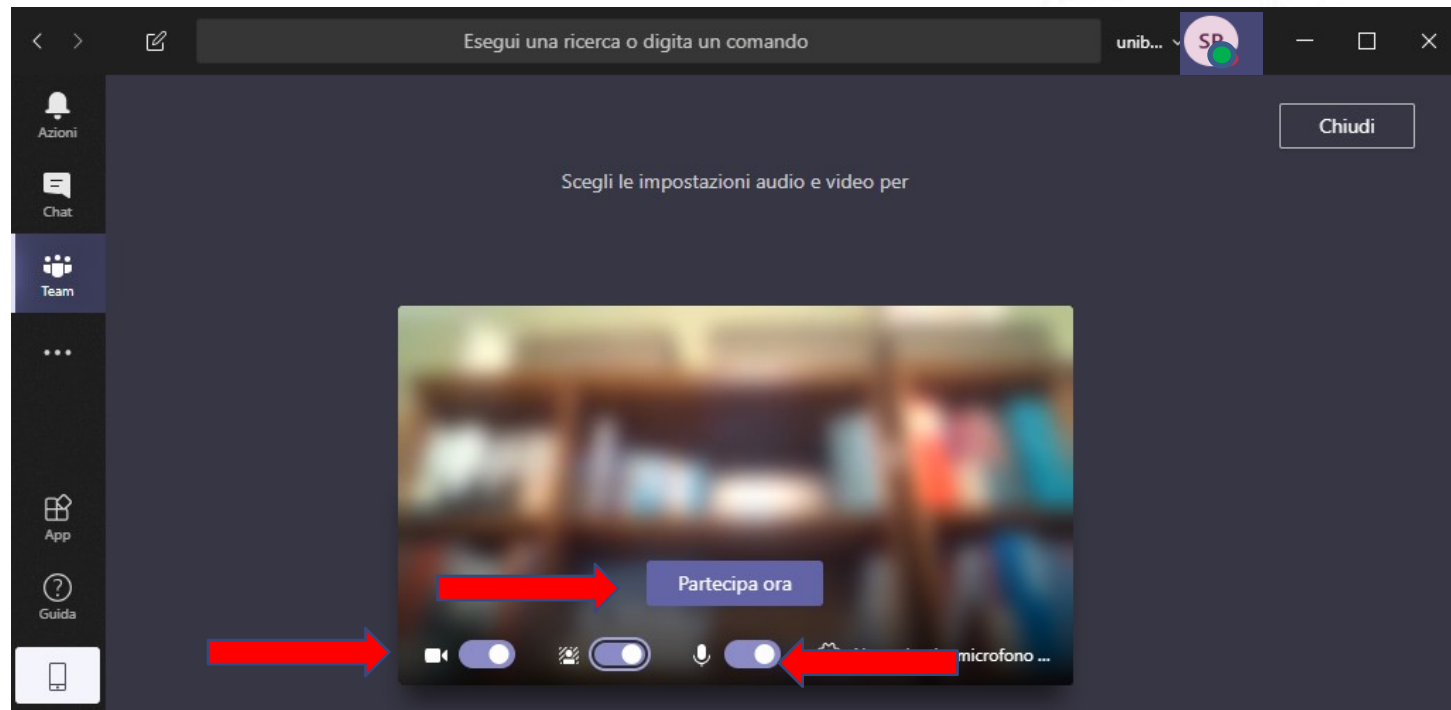 Esegui una ricerca o digita un comando
unib...
SP
Azioni
Chiudi
Scegli le impostazioni audio e video per
Chat
Team
Partecipa ora
App
Guida
microfono ...